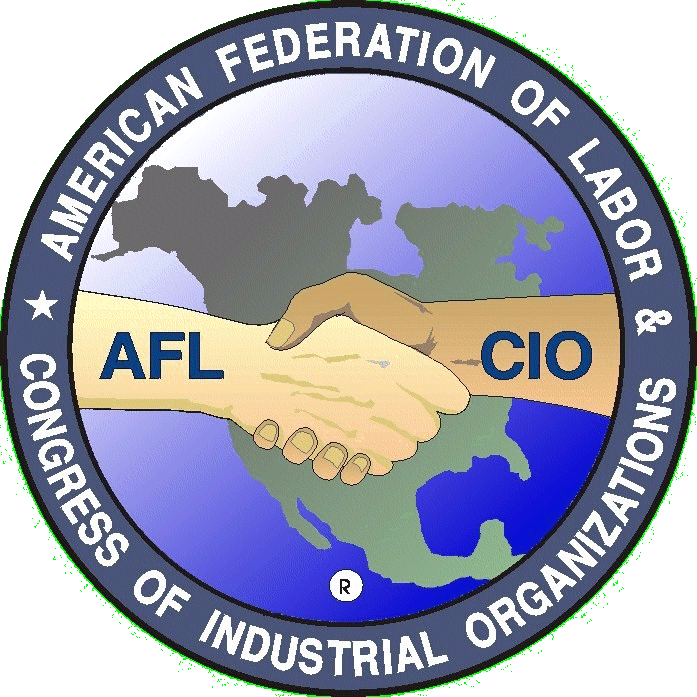 AMERICAN FEDERATION OF LABOR &
CONGRESS OF INDUSTRIAL ORGANIZATIONS
AFL
CIO
R